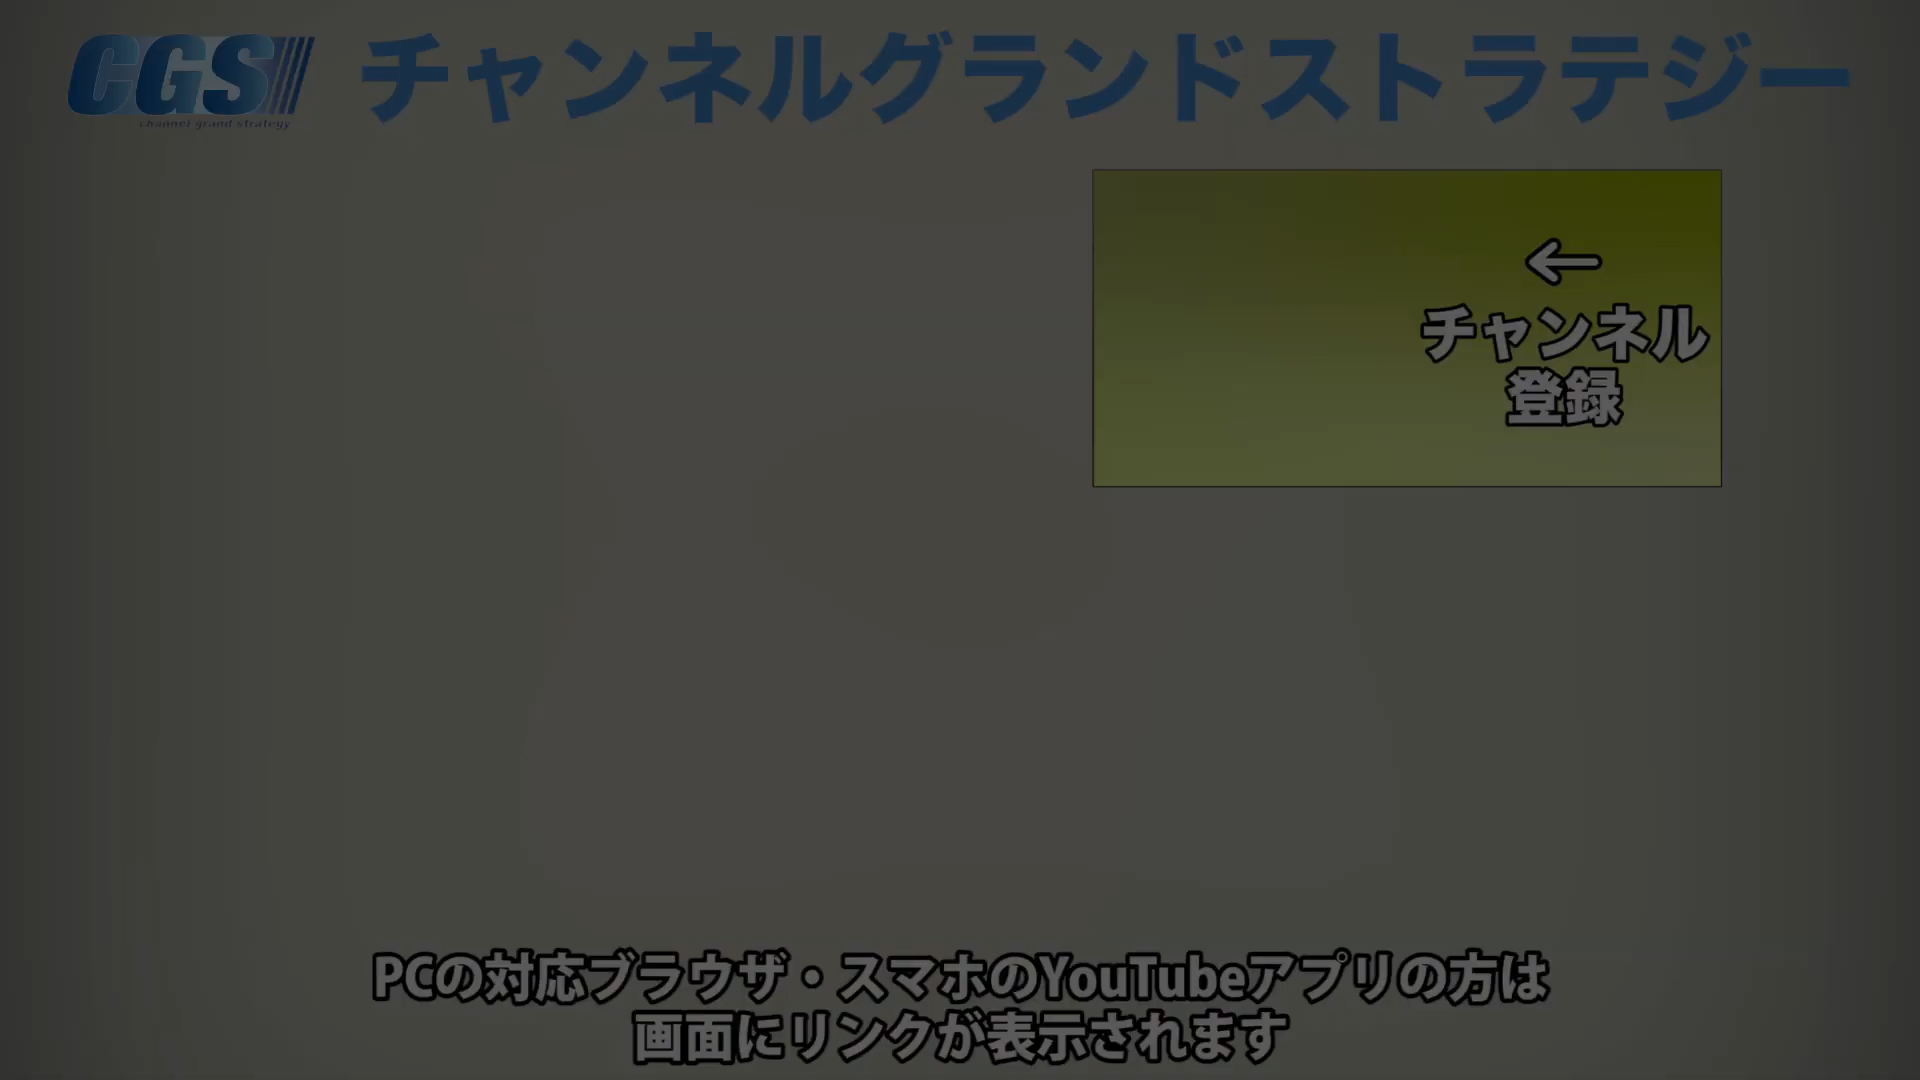 CGS
channel grand strategy
チャンネルグランドストラテジー
←
チャンネル
登録
PCの対応ブラウザ・スマホのYouTubeアプリの方は
画面にリンクが表示されます